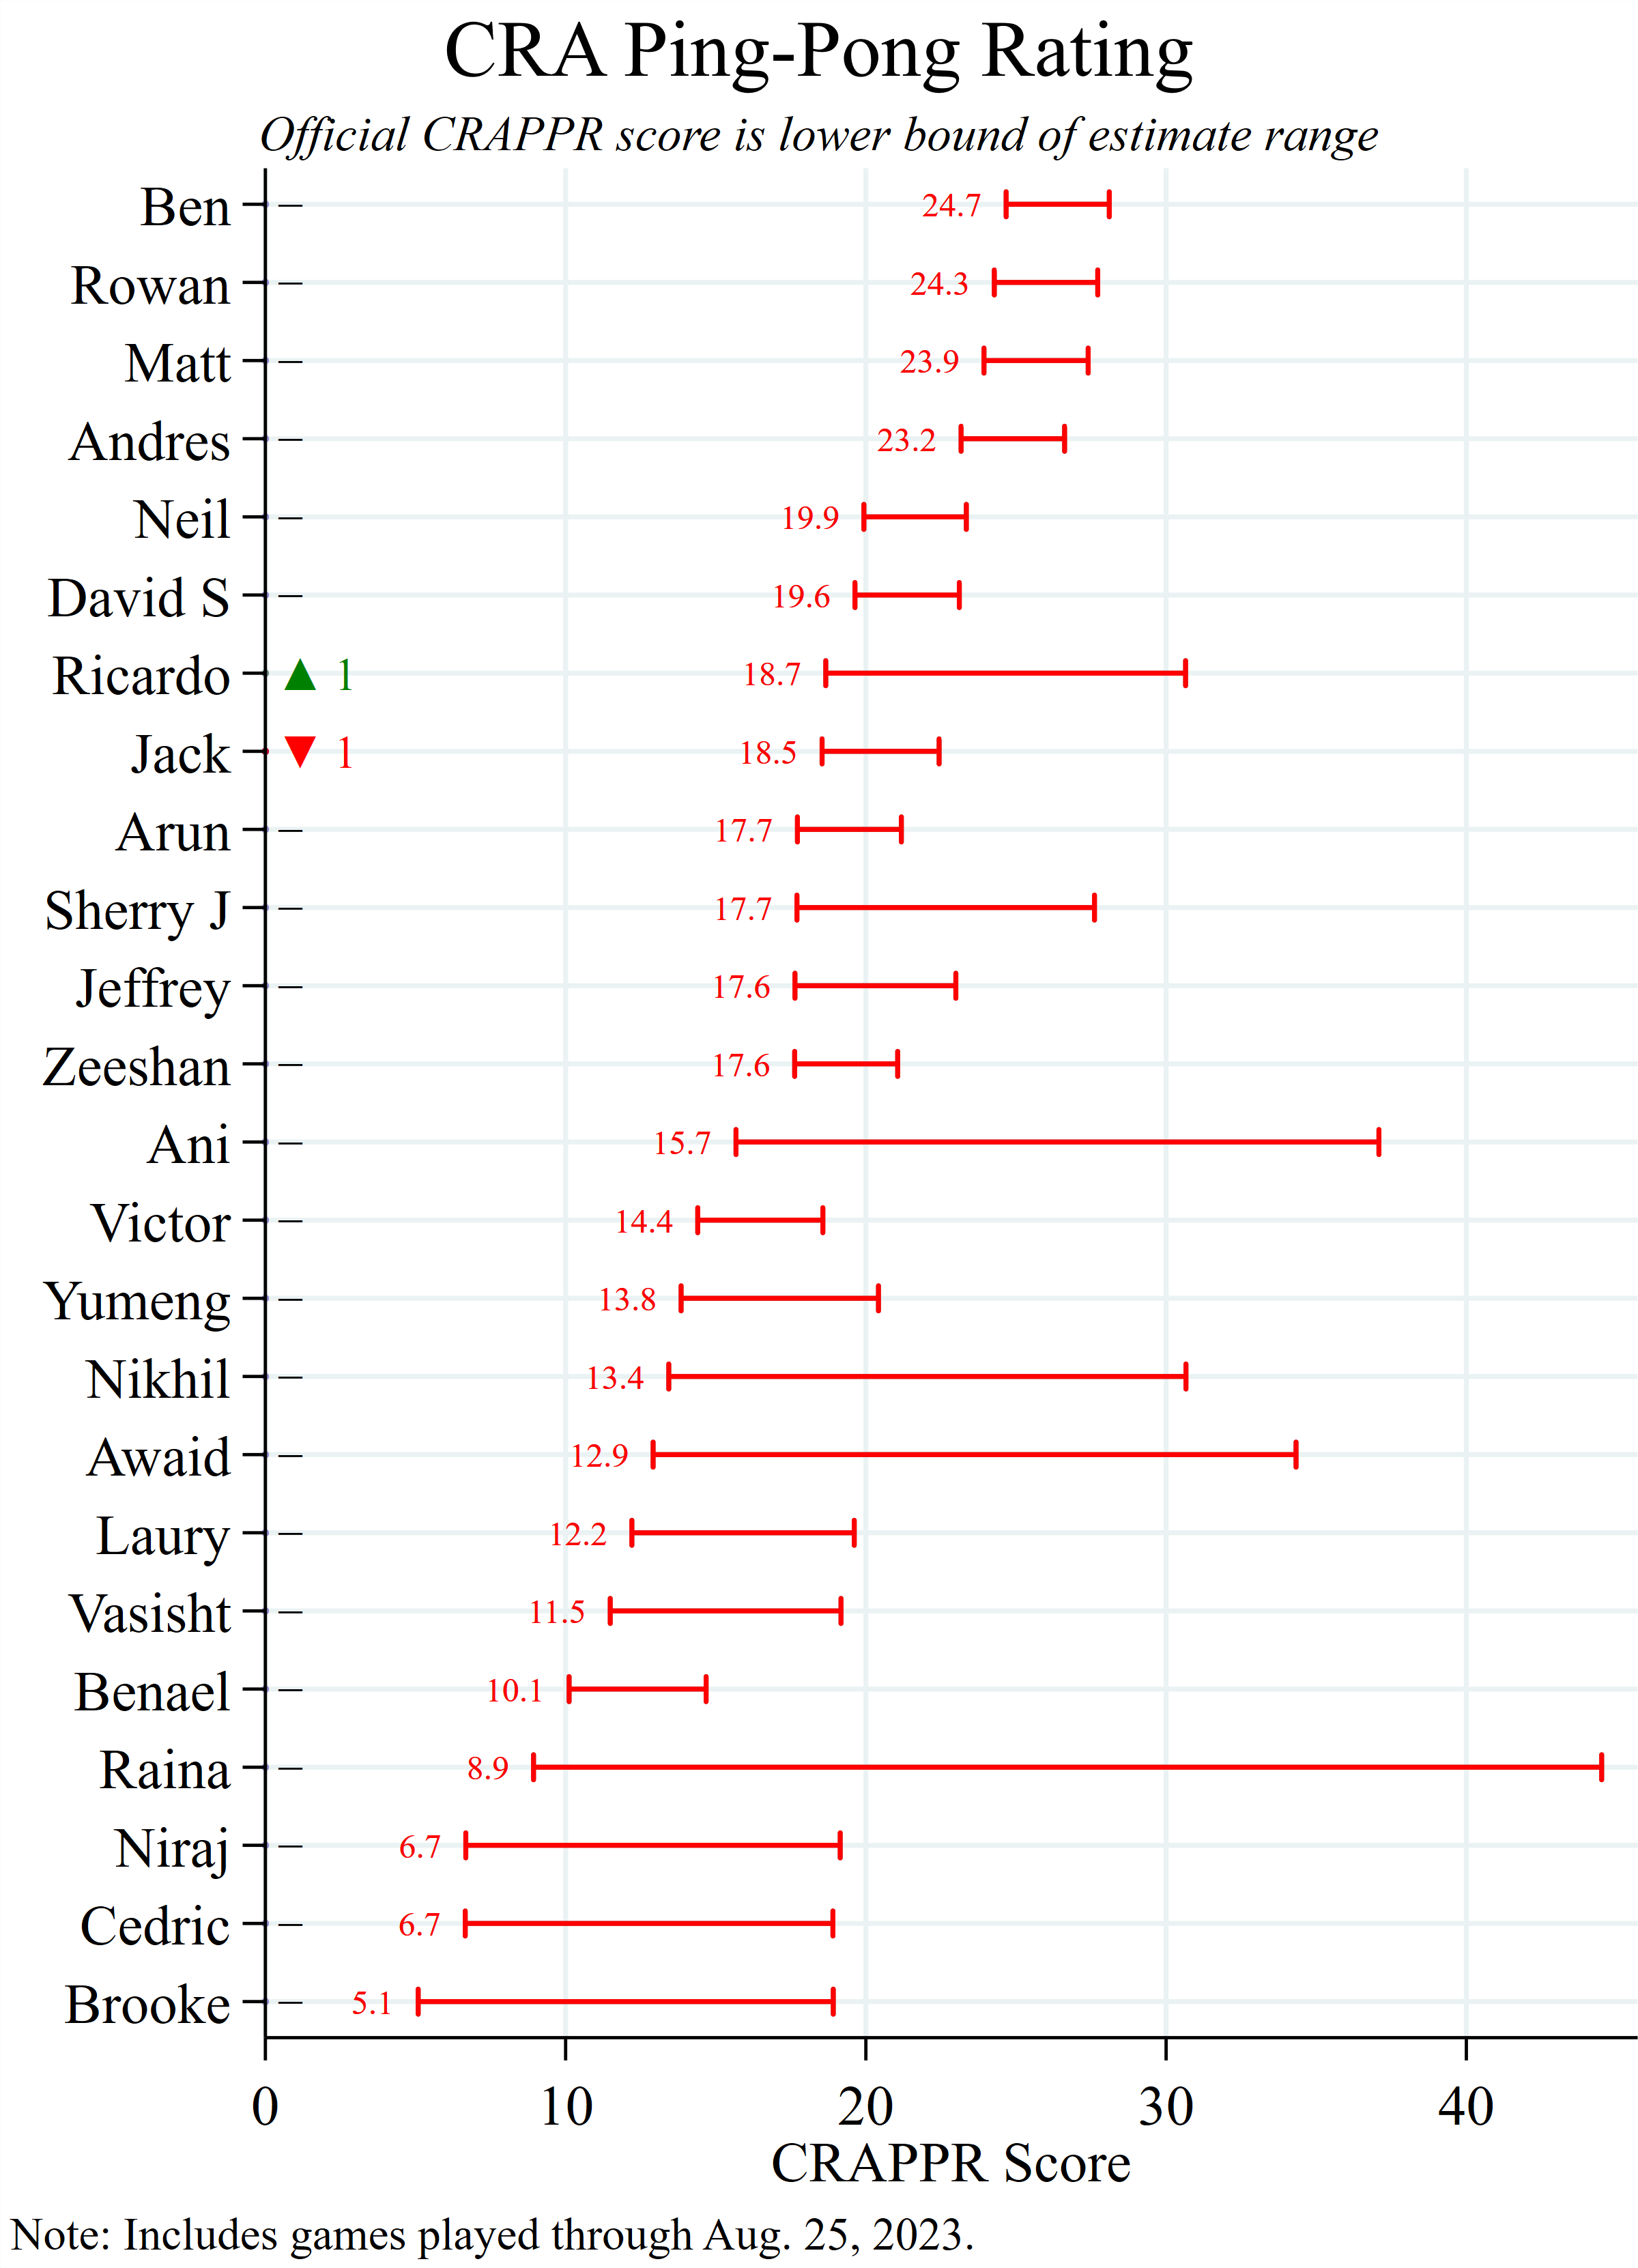 CRA Ping-Pong Rating
Official CRAPPR score is lower bound of estimate range
Ben – 24.7
Rowan – 24.3
Matt – 23.9
Andres – 23.2
Neil – 19.9
David S – 19.6
Ricardo ▲ 1 18.7
Jack ▼ 1 18.5
Arun – 17.7
Sherry J – 17.7
Jeffrey – 17.6
Zeeshan – 17.6
Ani – 15.7
Victor – 14.4
Yumeng – 13.8
Nikhil – 13.4
Awaid – 12.9
Laury – 12.2
Vasisht – 11.5
Benael – 10.1
Raina – 8.9
Niraj – 6.7
Cedric – 6.7
Brooke – 5.1
0 10 20 30 40
CRAPPR Score
Note: Includes games played through Aug. 25, 2023.